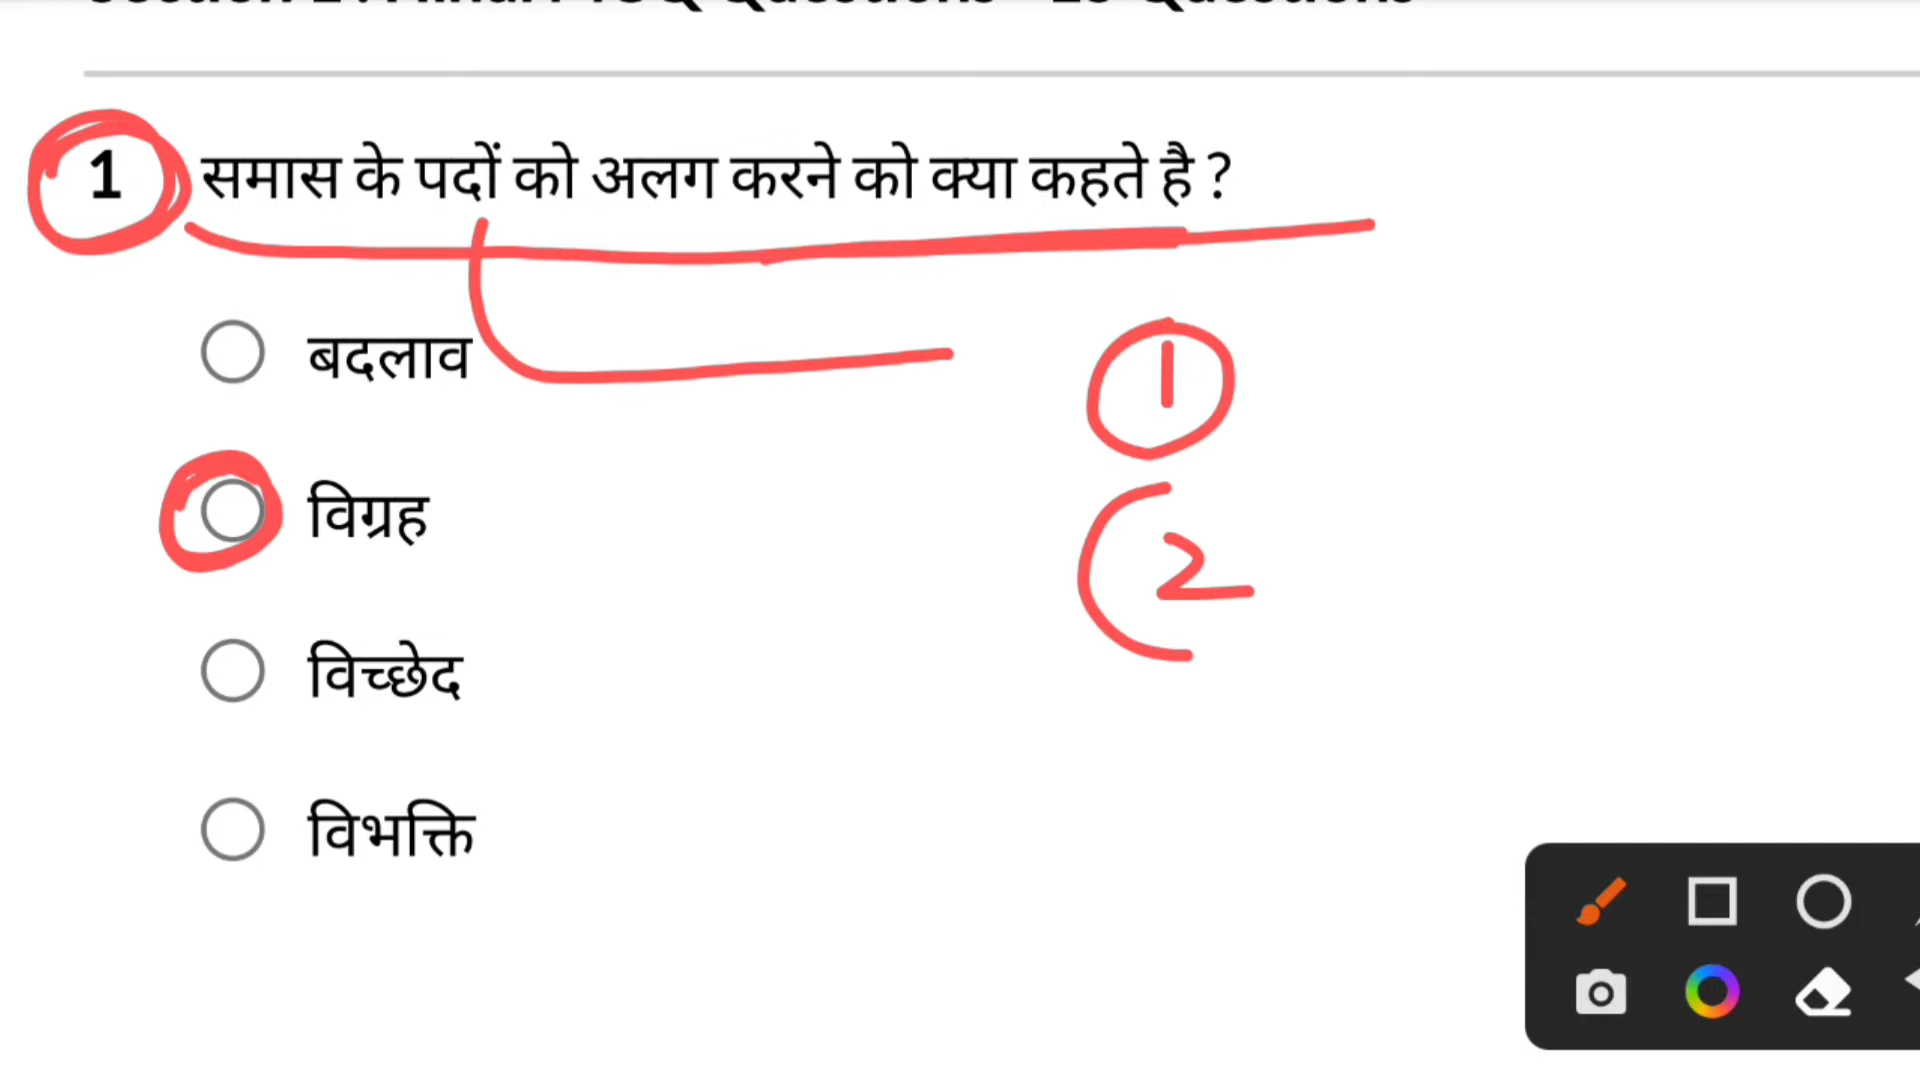 1 समास के पदों को अलग करने को क्या कहते है ?
बदलाव
1
विग्रह
2
विच्छेद
विभक्ति